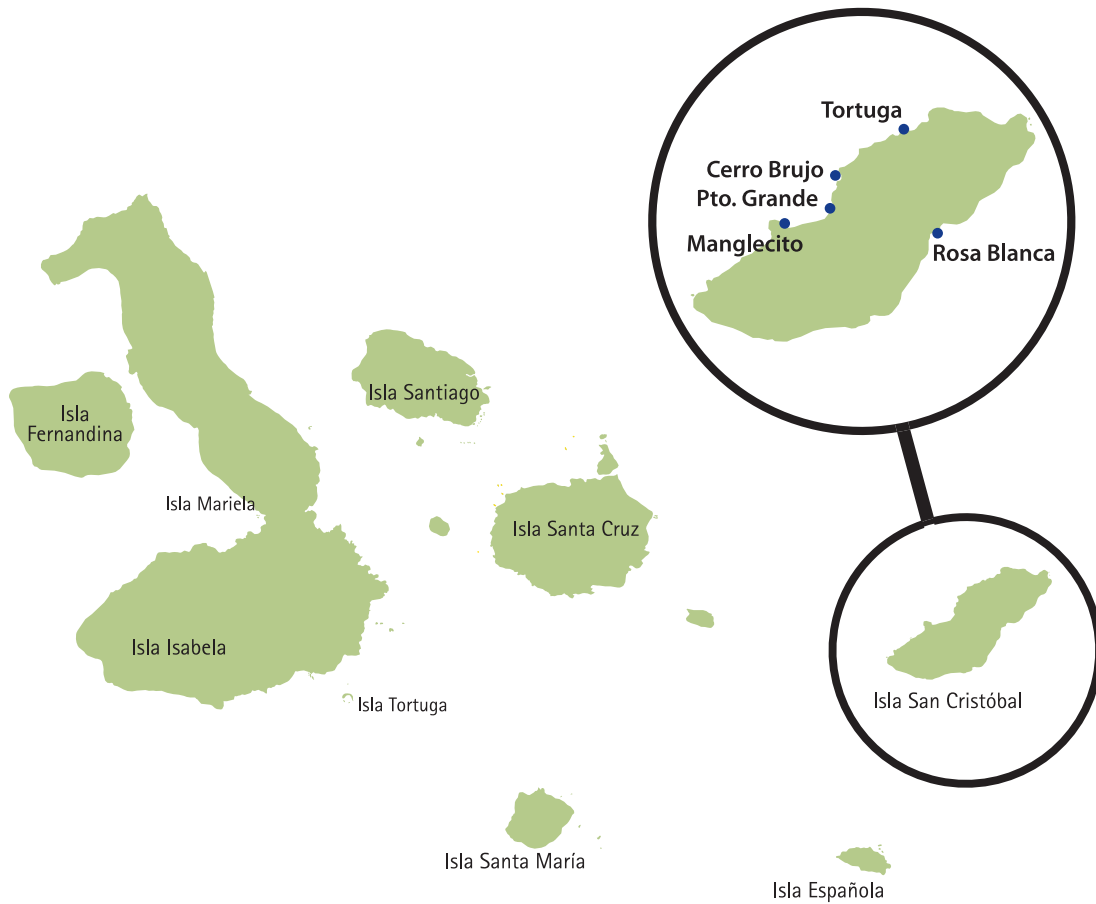 Tortuga
Cerro Brujo
Pto. Grande
Manglecito
Rosa Blanca
Isla Santiago
Isla
Fernandina
Isla Mariela
Isla Santa Cruz
Isla Isabela
Isla Tortuga
Isla San Cristóbal
Isla Santa María
Isla Española